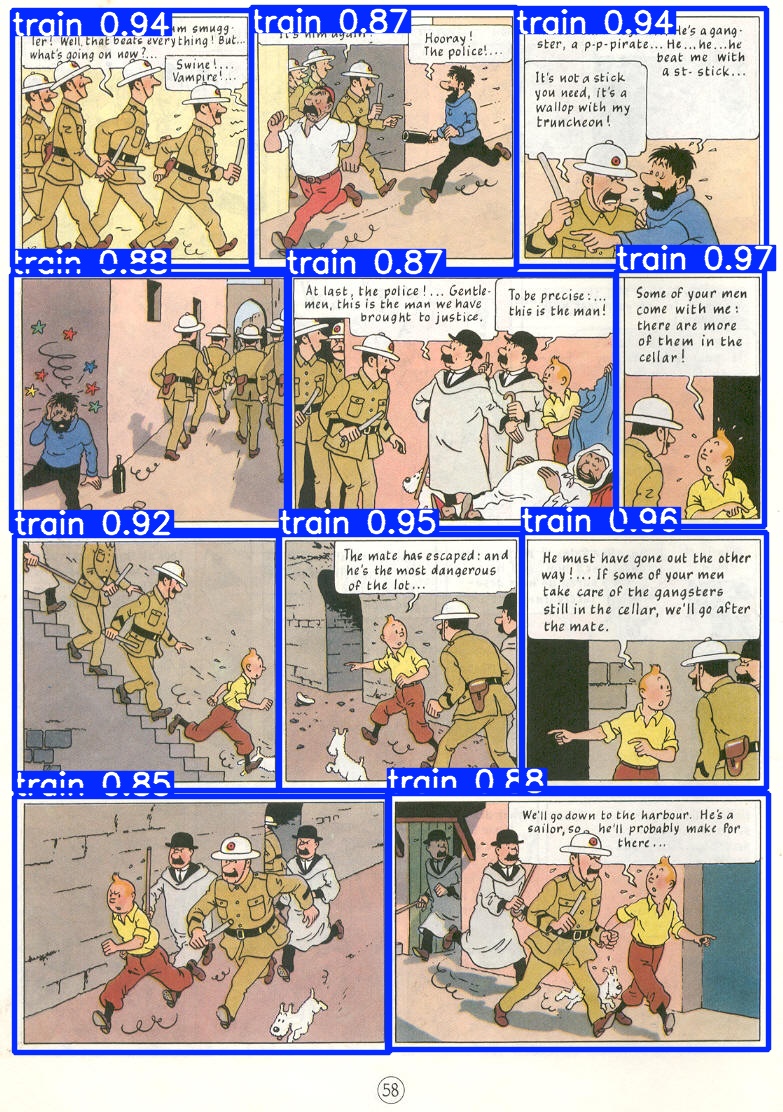 train 0.94
am smugg-
ler! Well, that beats everything! But...
what's going on now?...
Swine!...
Vampire!...
train 0.87
It's him again!
Hooray!
The police!...
train 0.94
He's a gang-
ster, a p-p-pirate... He...he...he
beat me with
a st- stick...
It's not a stick
you need, it's a
wallop with my
truncheon!
train 0.88
train 0.87
At last, the police!... Gentle-
men, this is the man we have
brought to justice.
To be precise:...
this is the man!
train 0.97
Some of your men
come with me:
there are more
of them in the
cellar!
train 0.92
train 0.95
The mate has escaped: and
he's the most dangerous
of the lot...
train 0.96
He must have gone out the other
way!... If some of your men
take care of the gangsters
still in the cellar, we'll go after
the mate.
train 0.85
train 0.88
We'll go down to the harbour. He's a
sailor, so he'll probably make for
there...
58